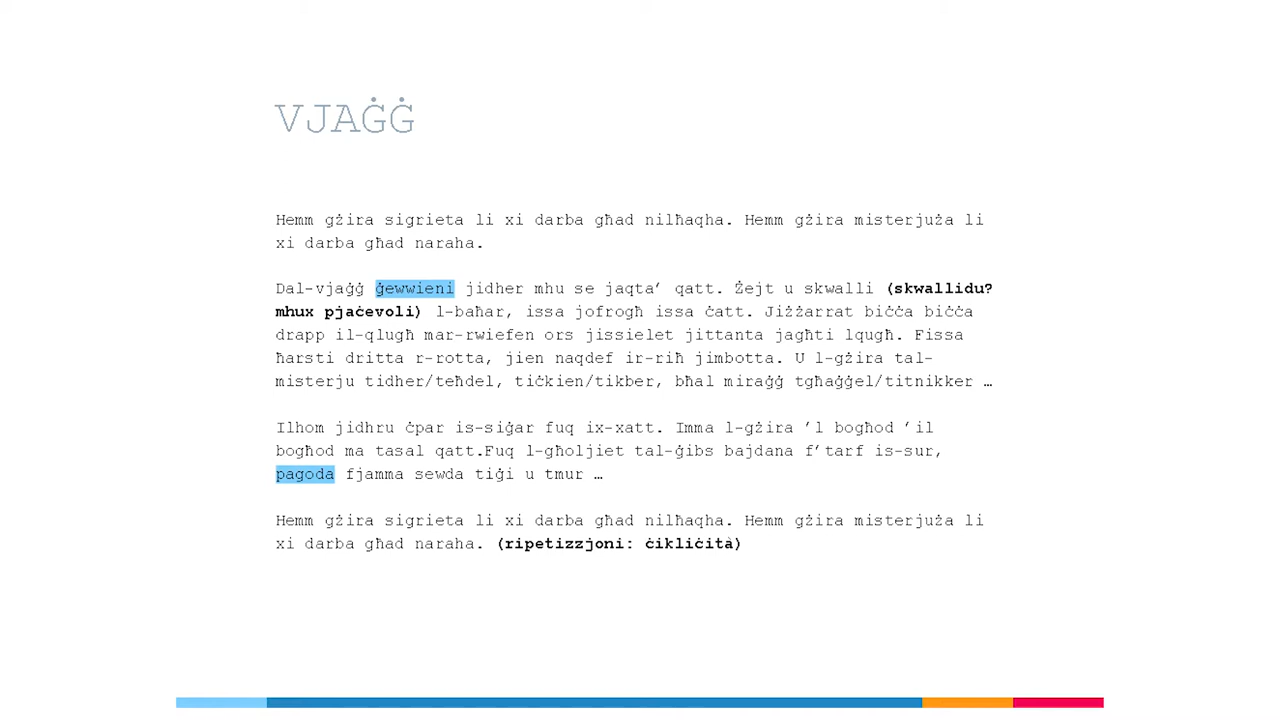 VJAĠĠ
Hemm gżira sigrieta li xi darba għad nilħaqha. Hemm gżira misterjuża li
xi darba għad naraha.
Dal-vjaġġ ġewwieni jidher mhu se jaqta’ qatt. Żejt u skwalli (skwallidu?
mhux pjaċevoli) l-baħar, issa jofrogħ issa ċatt. Jiżżarrat biċċa biċċa
drapp il-qlugħ mar-rwiefen ors jissielet jittanta jagħti lqugħ. Fissa
ħarsti dritta r-rotta, jien naqdef ir-riħ jimbotta. U l-gżira tal-
misterju tidher/teħdel, tiċkien/tikber, bħal miraġġ tgħaġġel/titnikker …
Ilhom jidhru ċpar is-siġar fuq ix-xatt. Imma l-gżira ’l bogħod ’il
bogħod ma tasal qatt.Fuq l-għoljiet tal-ġibs bajdana f’tarf is-sur,
pagoda fjamma sewda tiġi u tmur …
Hemm gżira sigrieta li xi darba għad nilħaqha. Hemm gżira misterjuża li
xi darba għad naraha. (ripetizzjoni: ċikliċità)